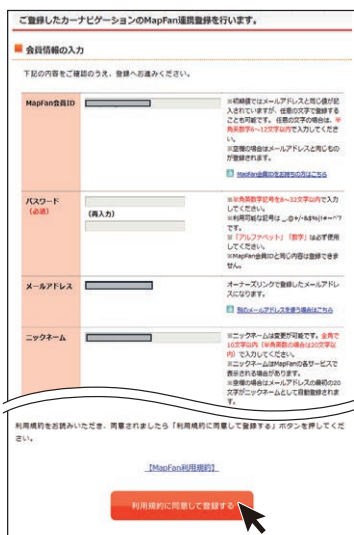 ご登録したカーナビゲーションのMapFan連携登録を行います。
会員情報の入力
下記の内容をご確認のうえ、登録へお進みください。
MapFan会員ID
※初期値ではメールアドレスと同じ値が記
入されていますが、任意の文字で登録する
ことも可能です。 任意の文字の場合は、半
角英数字6～12文字以内で入力してくださ
い。
※空欄の場合はメールアドレスと同じもの
が登録されます。
MapFan会員IDをお持ちの方はこちら
パスワード
(必須)
(再入力)
※半角英数字記号を8～32文字以内で入力
してください。
※利用可能な記号は _.@+/-&$%(!#=~^'?
です。
※「アルファベット」「数字」は必ず使用
してください。
※MapFan会員IDと同じ内容は登録できま
せん。
メールアドレス
オーナーズリンクで登録したメールアドレ
スになります。
別のメールアドレスを使う場合はこちら
ニックネーム
※ニックネームは変更が可能です。全角で
10文字以内（半角英数の場合は20文字以
内）で入力してください。
※ニックネームはMapFanの各サービスで
表示される場合があります。
※空欄の場合はメールアドレスの最初の20
文字がニックネームとして自動登録されま
す。
利用規約をお読みいただき、同意されましたら「利用規約に同意して登録する」ボタンを押してくだ
さい。
【MapFan利用規約】
利用規約に同意して登録する